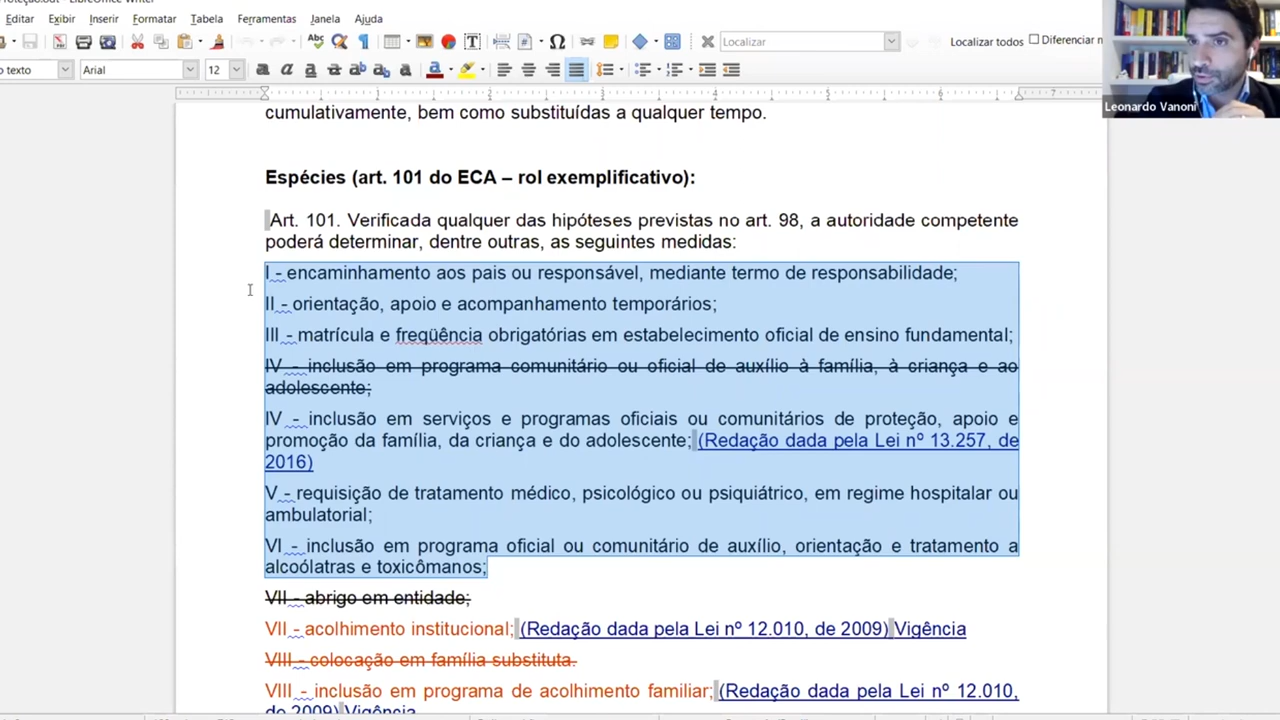 Proteção.odt - LibreOffice Writer
Editar Exibir Inserir Formatar Tabela Ferramentas Janela Ajuda
Localizar Localizar todos Diferenciar
o texto Arial 12
Leonardo Vanoni
cumulativamente, bem como substituídas a qualquer tempo.
Espécies (art. 101 do ECA – rol exemplificativo):
Art. 101. Verificada qualquer das hipóteses previstas no art. 98, a autoridade competente
poderá determinar, dentre outras, as seguintes medidas:
I - encaminhamento aos pais ou responsável, mediante termo de responsabilidade;
II - orientação, apoio e acompanhamento temporários;
III - matrícula e freqüência obrigatórias em estabelecimento oficial de ensino fundamental;
IV - inclusão em programa comunitário ou oficial de auxílio à família, à criança e ao
adolescente;
IV - inclusão em serviços e programas oficiais ou comunitários de proteção, apoio e
promoção da família, da criança e do adolescente; (Redação dada pela Lei nº 13.257, de
2016)
V - requisição de tratamento médico, psicológico ou psiquiátrico, em regime hospitalar ou
ambulatorial;
VI - inclusão em programa oficial ou comunitário de auxílio, orientação e tratamento a
alcoólatras e toxicômanos;
VII - abrigo em entidade;
VII - acolhimento institucional; (Redação dada pela Lei nº 12.010, de 2009) Vigência
VIII - colocação em família substituta.
VIII - inclusão em programa de acolhimento familiar; (Redação dada pela Lei nº 12.010,
de 2009) Vigência